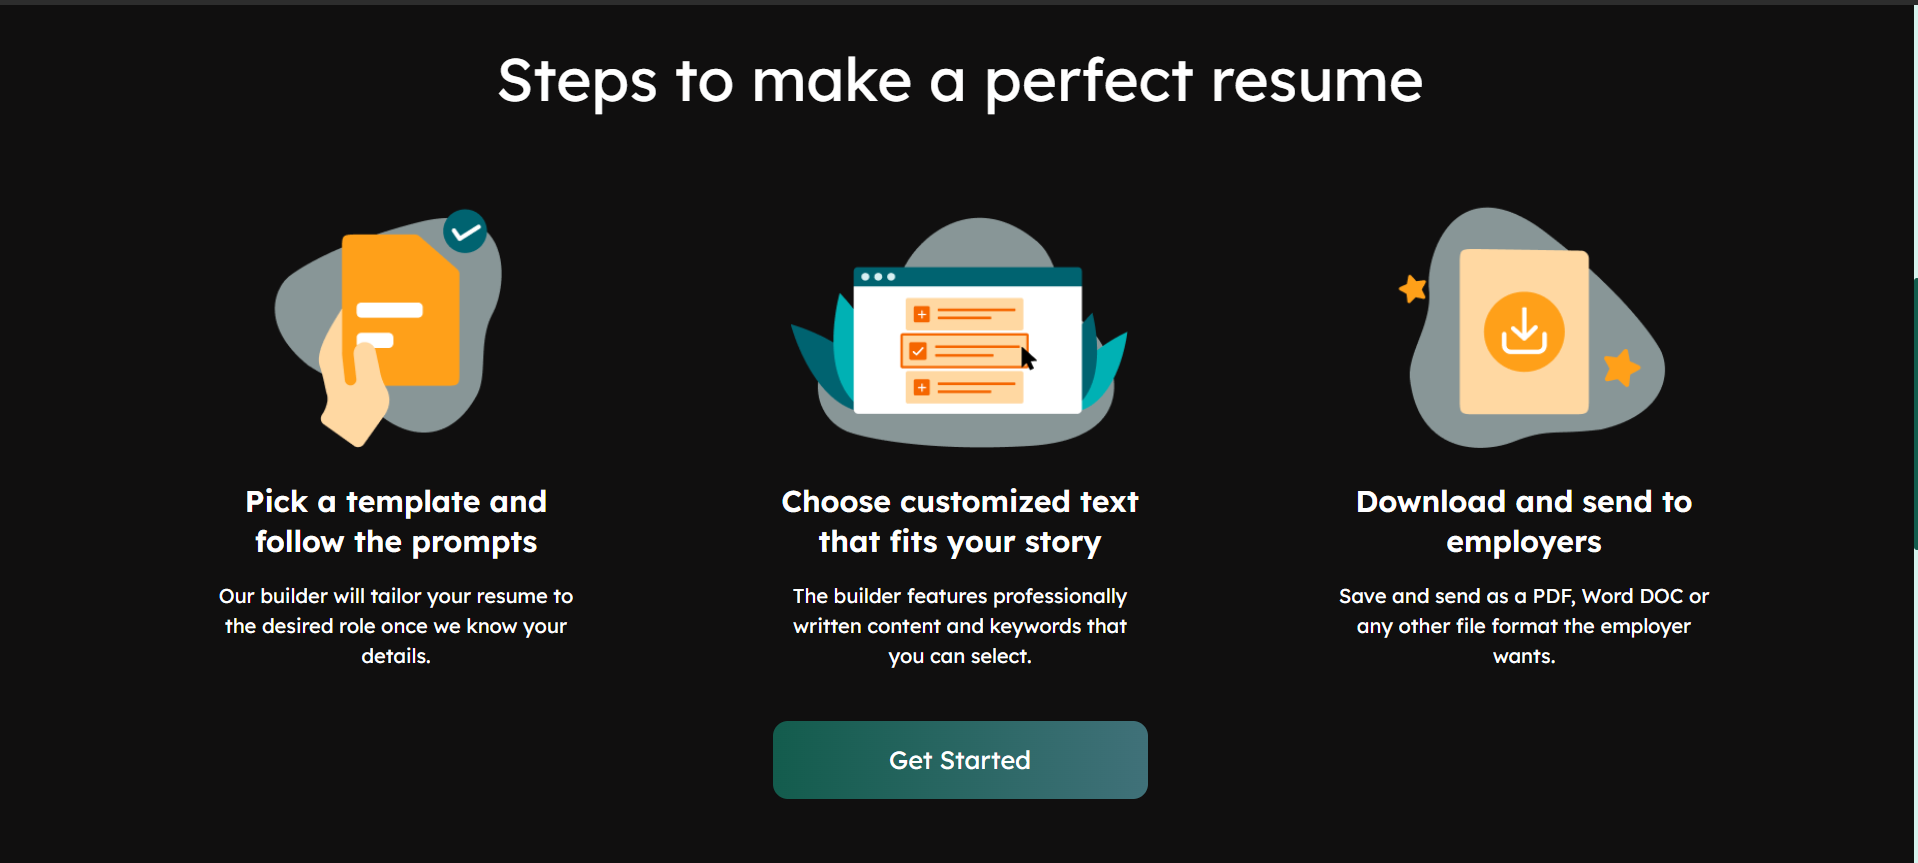 Steps to make a perfect resume
Pick a template and
follow the prompts
Our builder will tailor your resume to
the desired role once we know your
details.
Choose customized text
that fits your story
The builder features professionally
written content and keywords that
you can select.
Download and send to
employers
Save and send as a PDF, Word DOC or
any other file format the employer
wants.
Get Started